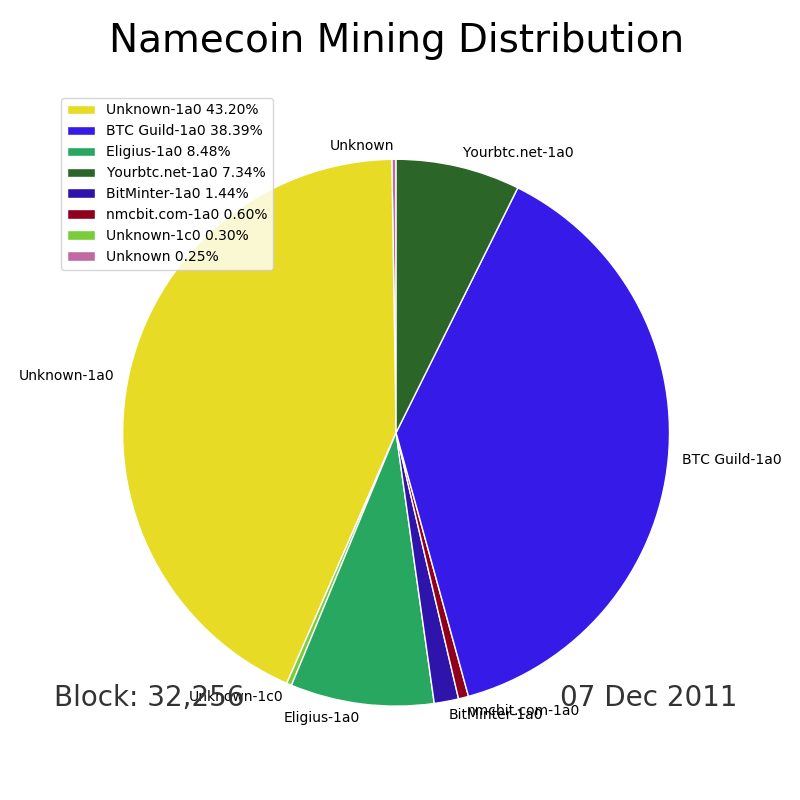 Namecoin Mining Distribution
Unknown-1a0 43.20%
BTC Guild-1a0 38.39%
Eligius-1a0 8.48%
Yourbtc.net-1a0 7.34%
BitMinter-1a0 1.44%
nmcbit.com-1a0 0.60%
Unknown-1c0 0.30%
Unknown 0.25%
Unknown
Yourbtc.net-1a0
Unknown-1a0
BTC Guild-1a0
Unknown-1c0
Block: 32,256
07 Dec 2011
nmcbit.com-1a0
BitMinter-1a0
Eligius-1a0